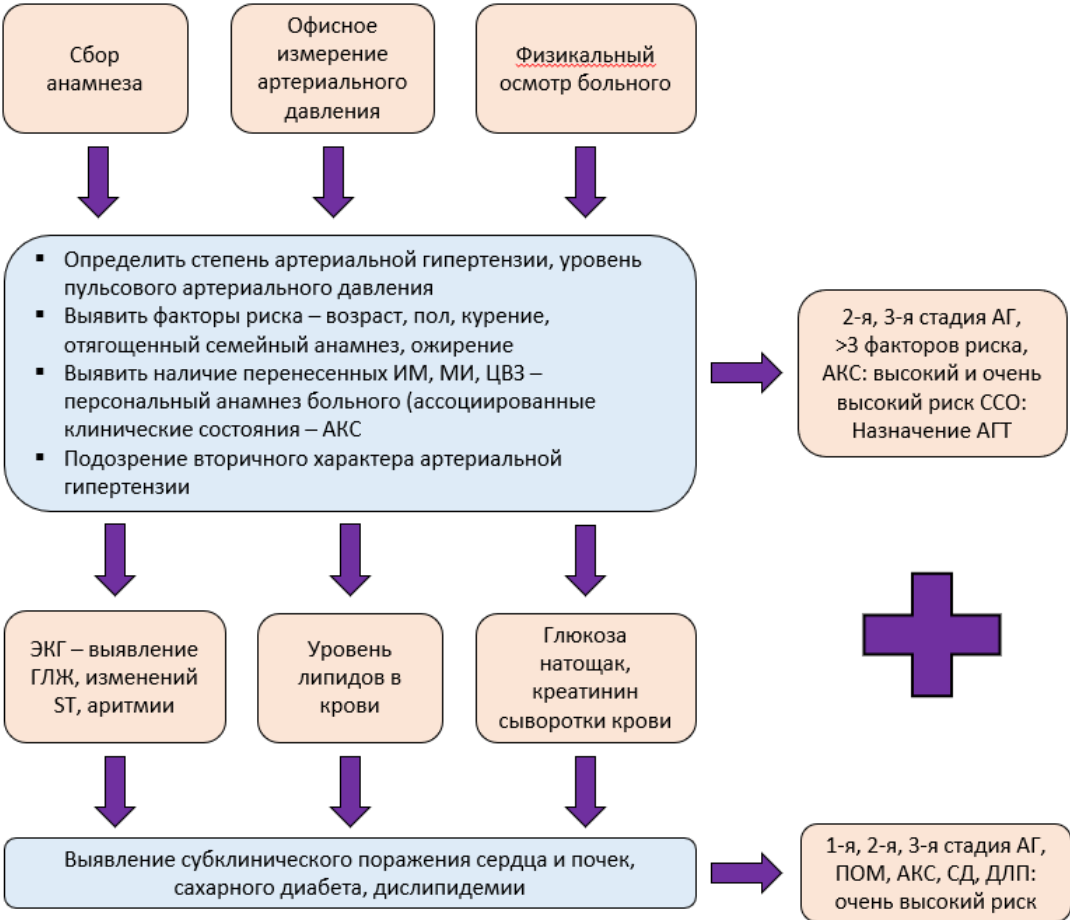 Сбор
анамнеза
Офисное
измерение
артериального
давления
Физикальный
осмотр больного
▪ Определить степень артериальной гипертензии, уровень
пульсового артериального давления
▪ Выявить факторы риска – возраст, пол, курение,
отягощенный семейный анамнез, ожирение
▪ Выявить наличие перенесенных ИМ, МИ, ЦВЗ –
персональный анамнез больного (ассоциированные
клинические состояния – АКС
▪ Подозрение вторичного характера артериальной
гипертензии
2-я, 3-я стадия АГ,
>3 факторов риска,
АКС: высокий и очень
высокий риск ССО:
Назначение АГТ
ЭКГ – выявление
ГЛЖ, изменений
ST, аритмии
Уровень
липидов в
крови
Глюкоза
натощак,
креатинин
сыворотки крови
Выявление субклинического поражения сердца и почек,
сахарного диабета, дислипидемии
1-я, 2-я, 3-я стадия АГ,
ПОМ, АКС, СД, ДЛП:
очень высокий риск